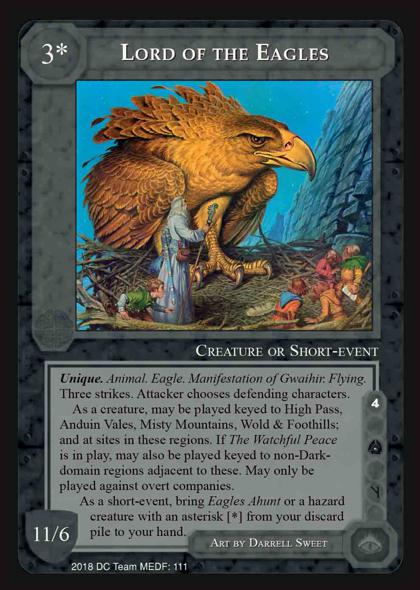 3*
LORD OF THE EAGLES
CREATURE OR SHORT-EVENT
Unique. Animal. Eagle. Manifestation of Gwaihir. Flying.
Three strikes. Attacker chooses defending characters.
As a creature, may be played keyed to High Pass,
Anduin Vales, Misty Mountains, Wold & Foothills;
and at sites in these regions. If The Watchful Peace
is in play, may also be played keyed to non-Dark-
domain regions adjacent to these. May only be
played against overt companies.
As a short-event, bring Eagles Ahunt or a hazard
creature with an asterisk [*] from your discard
pile to your hand.
4
11/6
ART BY DARRELL SWEET
2018 DC Team MEDF: 111